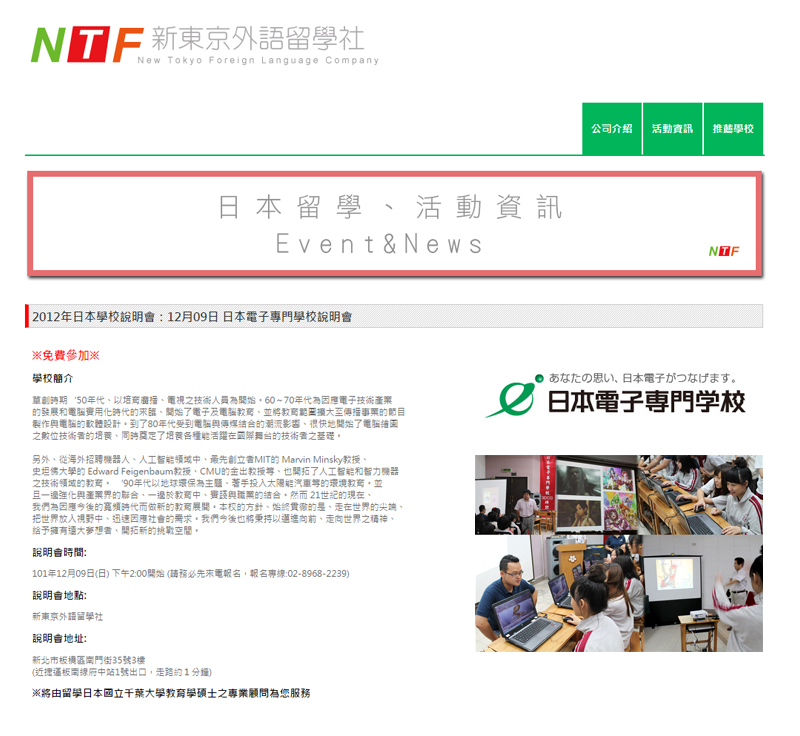 NTF 新東京外語留學社
New Tokyo Foreign Language Company
公司介紹 活動資訊 推薦學校
日本留學、活動資訊
Event&News
NTF
2012年日本學校說明會：12月09日 日本電子專門學校說明會
※免費參加※
學校簡介
草創時期‘50年代、以培育廣播、電視之技術人員為開始。60～70年代為因應電子技術產業
的發展和電腦實用化時代的來臨、開始了電子及電腦教育、並將教育範圍擴大至傳播事業的節目
製作與電腦的軟體設計。到了80年代受到電腦與傳媒結合的潮流影響、很快地開始了電腦繪圖
之數位技術者的培養、同時奠定了培養各種能活躍在國際舞台的技術者之基礎。
另外、從海外招聘機器人、人工智能領域中、最先創立者MIT的 Marvin Minsky教授、
史坦佛大學的 Edward Feigenbaum教授、CMU的金出教授等、也開拓了人工智能和智力機器
之技術領域的教育。 ‘90年代以地球環保為主題、著手投入太陽能汽車等的環境教育。並
且一邊強化與產業界的聯合、一邊於教育中、實踐與職業的結合。然而 21世紀的現在、
我們為因應今後的寬頻時代而做新的教育展開。本校的方針、始終貫徹的是、走在世界的尖端、
把世界放入視野中、迅速因應社會的需求。我們今後也將秉持以邁進向前、走向世界之精神、
給予擁有遠大夢想者、開拓新的挑戰空間。
說明會時間:
101年12月09日(日) 下午2:00開始 (請務必先來電報名，報名專線:02-8968-2239)
說明會地點:
新東京外語留學社
說明會地址:
新北市板橋區南門街35號3樓
(近捷運板南線府中站1號出口，走路約１分鐘)
※將由留學日本國立千葉大學教育學碩士之專業顧問為您服務
あなたの思い、日本電子がつなげます。
日本電子専門学校